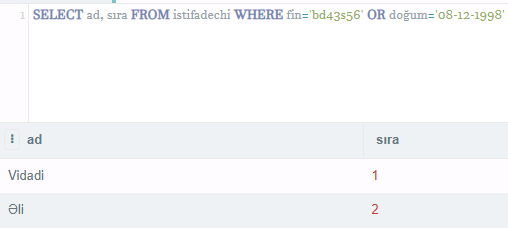 1 SELECT ad, sıra FROM istifadechi WHERE fin='bd43s56' OR doğum='08-12-1998'
ad sıra
Vidadi 1
Əli 2